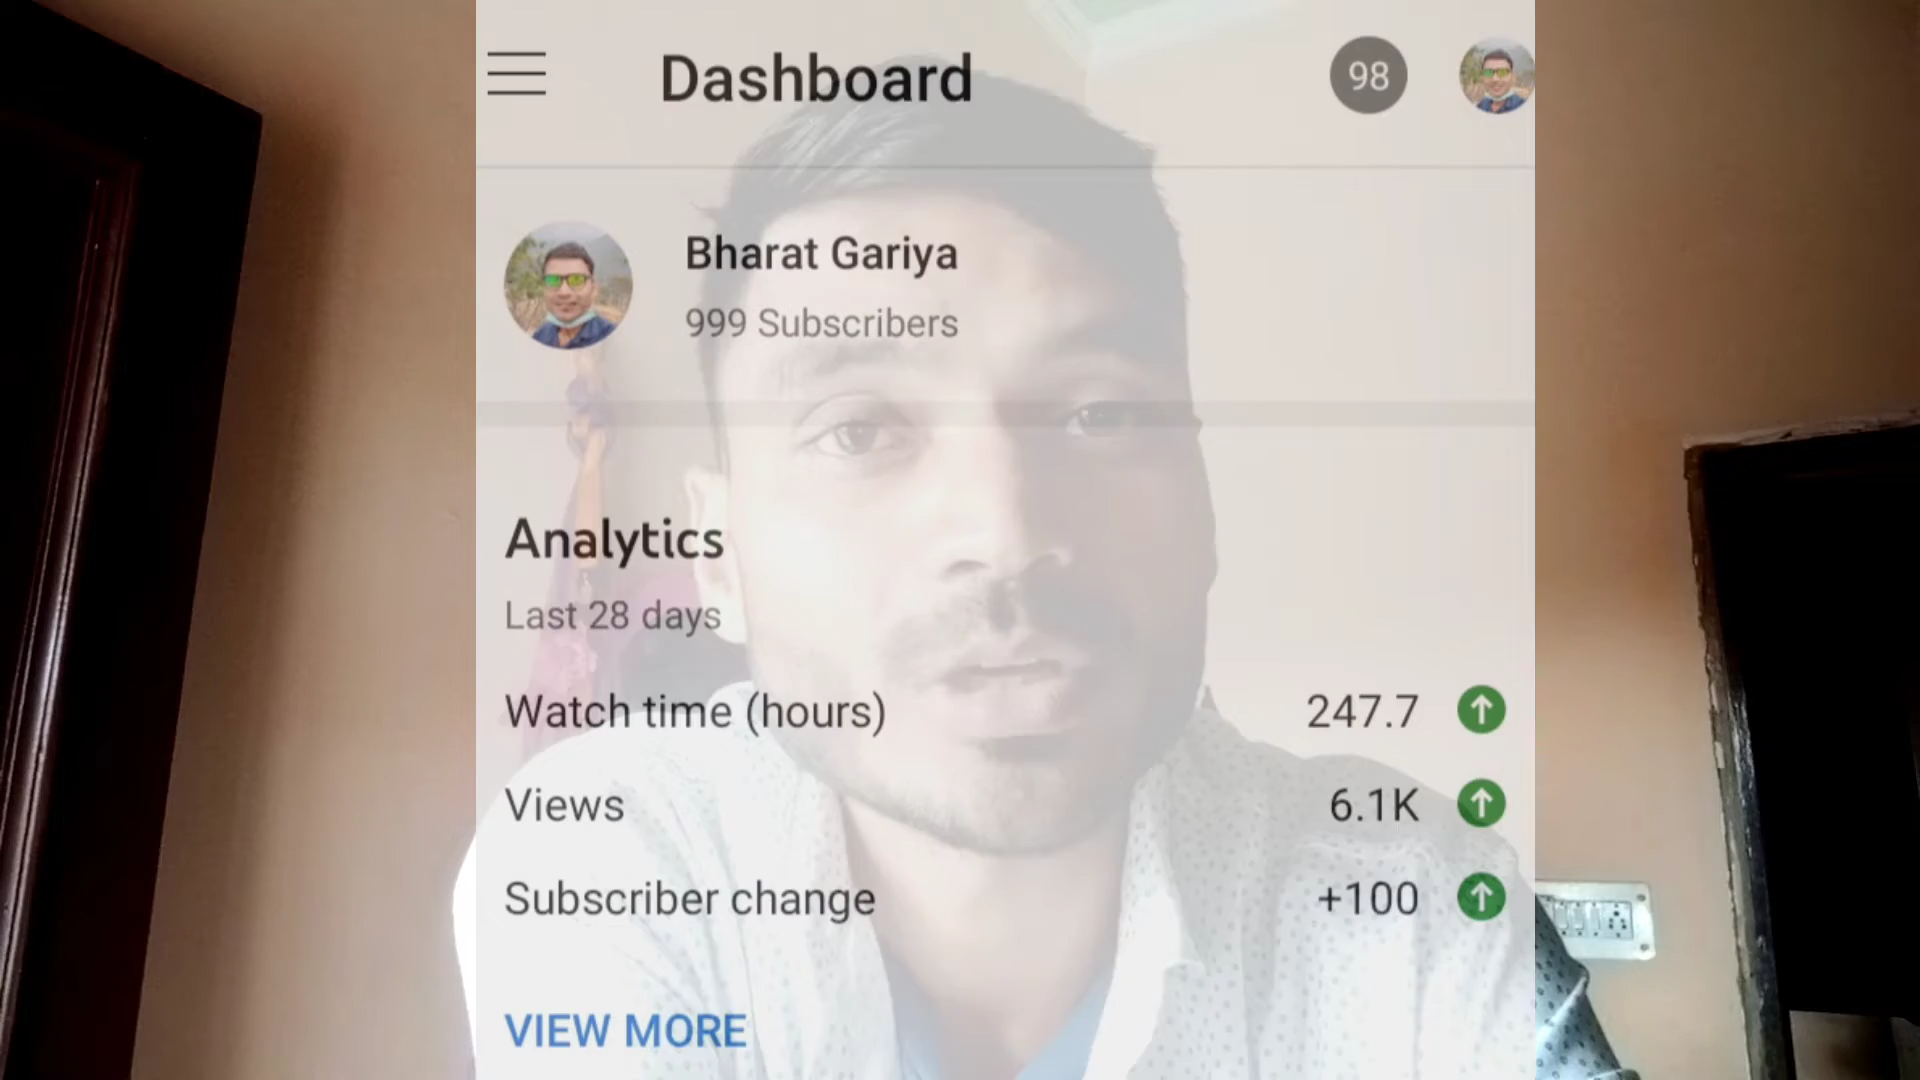 Dashboard
98
Bharat Gariya
999 Subscribers
Analytics
Last 28 days
Watch time (hours) 247.7
Views 6.1K
Subscriber change +100
VIEW MORE